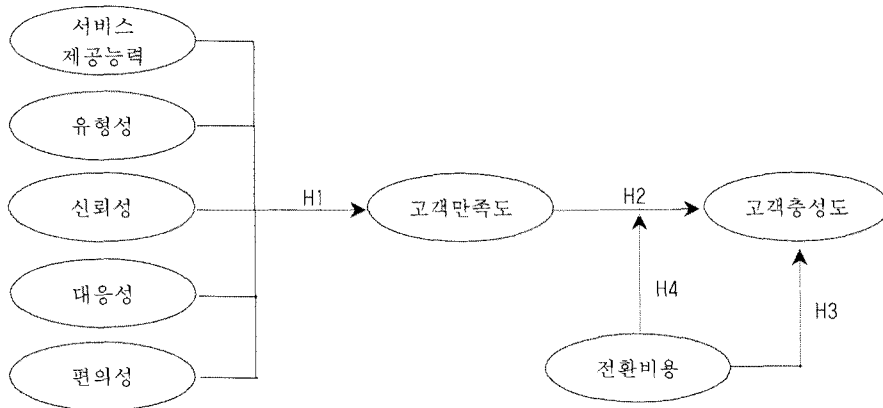 서비스
제공능력
유형성
신뢰성
H1
고객만족도
H2
고객충성도
대응성
H4
H3
편의성
전환비용